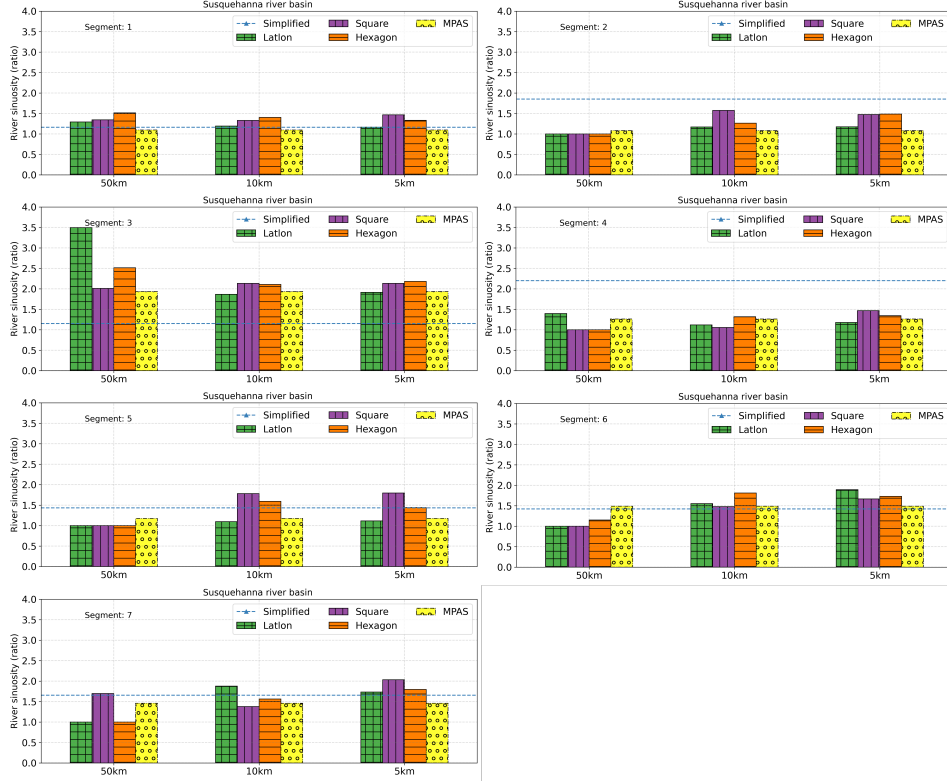 Susquehanna river basin
River sinuosity (ratio)
4.0
3.5
3.0
2.5
2.0
1.5
1.0
0.5
0.0
Segment: 1
Simplified
Latlon
Square
Hexagon
MPAS
50km
10km
5km
Susquehanna river basin
River sinuosity (ratio)
4.0
3.5
3.0
2.5
2.0
1.5
1.0
0.5
0.0
Segment: 2
Simplified
Latlon
Square
Hexagon
MPAS
50km
10km
5km
Susquehanna river basin
River sinuosity (ratio)
4.0
3.5
3.0
2.5
2.0
1.5
1.0
0.5
0.0
Segment: 3
Simplified
Latlon
Square
Hexagon
MPAS
50km
10km
5km
Susquehanna river basin
River sinuosity (ratio)
4.0
3.5
3.0
2.5
2.0
1.5
1.0
0.5
0.0
Segment: 4
Simplified
Latlon
Square
Hexagon
MPAS
50km
10km
5km
Susquehanna river basin
River sinuosity (ratio)
4.0
3.5
3.0
2.5
2.0
1.5
1.0
0.5
0.0
Segment: 5
Simplified
Latlon
Square
Hexagon
MPAS
50km
10km
5km
Susquehanna river basin
River sinuosity (ratio)
4.0
3.5
3.0
2.5
2.0
1.5
1.0
0.5
0.0
Segment: 6
Simplified
Latlon
Square
Hexagon
MPAS
50km
10km
5km
Susquehanna river basin
River sinuosity (ratio)
4.0
3.5
3.0
2.5
2.0
1.5
1.0
0.5
0.0
Segment: 7
Simplified
Latlon
Square
Hexagon
MPAS
50km
10km
5km